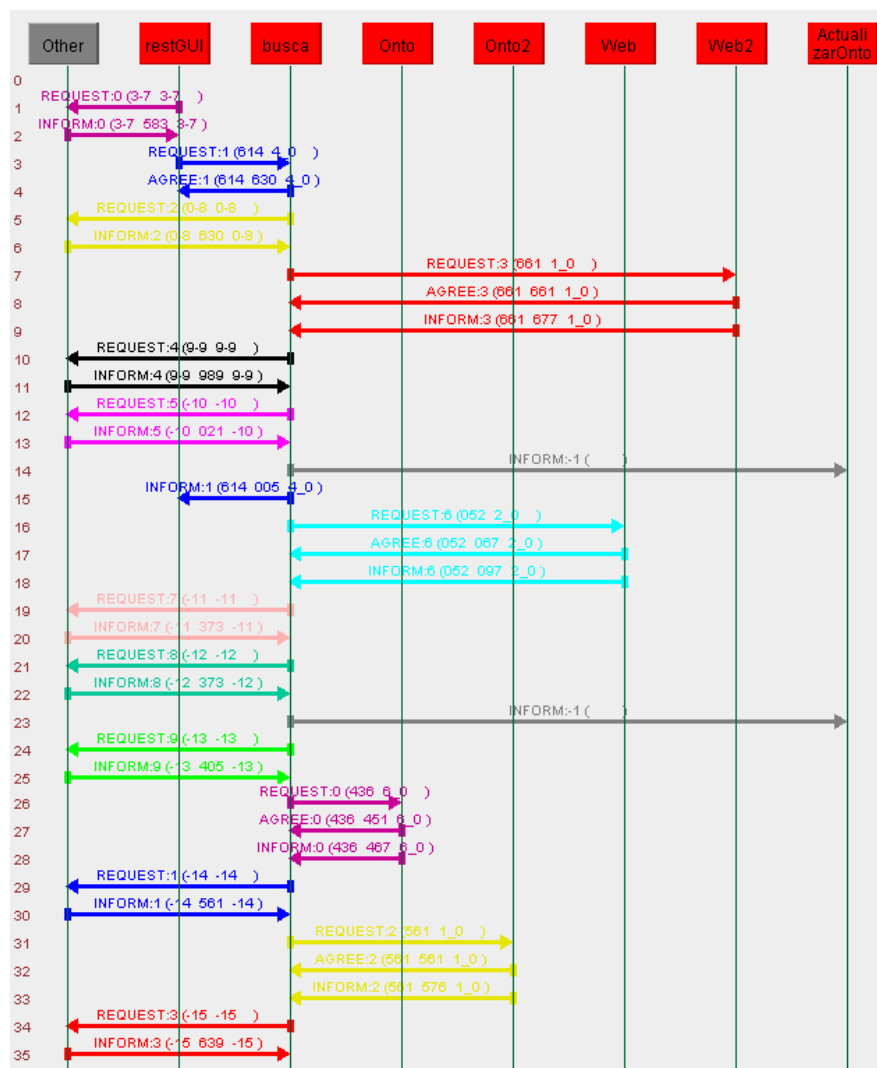 Other restGUI busca Onto Onto2 Web Web2 Actuali
zarOnto
0
REQUEST:0 (3-7 3-7 )
1
INFORM:0 (3-7 583 3-7 )
2
REQUEST:1 (614 4_0 )
3
AGREE:1 (614 630 4_0 )
4
REQUEST:2 (0-8 0-8 )
5
INFORM:2 (0-8 630 0-8 )
6
REQUEST:3 (661 1_0 )
7
AGREE:3 (661 661 1_0 )
8
INFORM:3 (661 677 1_0 )
9
REQUEST:4 (9-9 9-9 )
10
INFORM:4 (9-9 989 9-9 )
11
REQUEST:5 (-10 -10 )
12
INFORM:5 (-10 021 -10 )
13
INFORM:-1 ( )
14
INFORM:1 (614 005 4_0 )
15
REQUEST:6 (052 2_0 )
16
AGREE:6 (052 067 2_0 )
17
INFORM:6 (052 097 2_0 )
18
REQUEST:7 (-11 -11 )
19
INFORM:7 (-11 373 -11 )
20
REQUEST:8 (-12 -12 )
21
INFORM:8 (-12 373 -12 )
22
INFORM:-1 ( )
23
REQUEST:9 (-13 -13 )
24
INFORM:9 (-13 405 -13 )
25
REQUEST:0 (436 6_0 )
26
AGREE:0 (436 451 6_0 )
27
INFORM:0 (436 467 6_0 )
28
REQUEST:1 (-14 -14 )
29
INFORM:1 (-14 561 -14 )
30
REQUEST:2 (561 1_0 )
31
AGREE:2 (561 561 1_0 )
32
INFORM:2 (561 576 1_0 )
33
REQUEST:3 (-15 -15 )
34
INFORM:3 (-15 639 -15 )
35